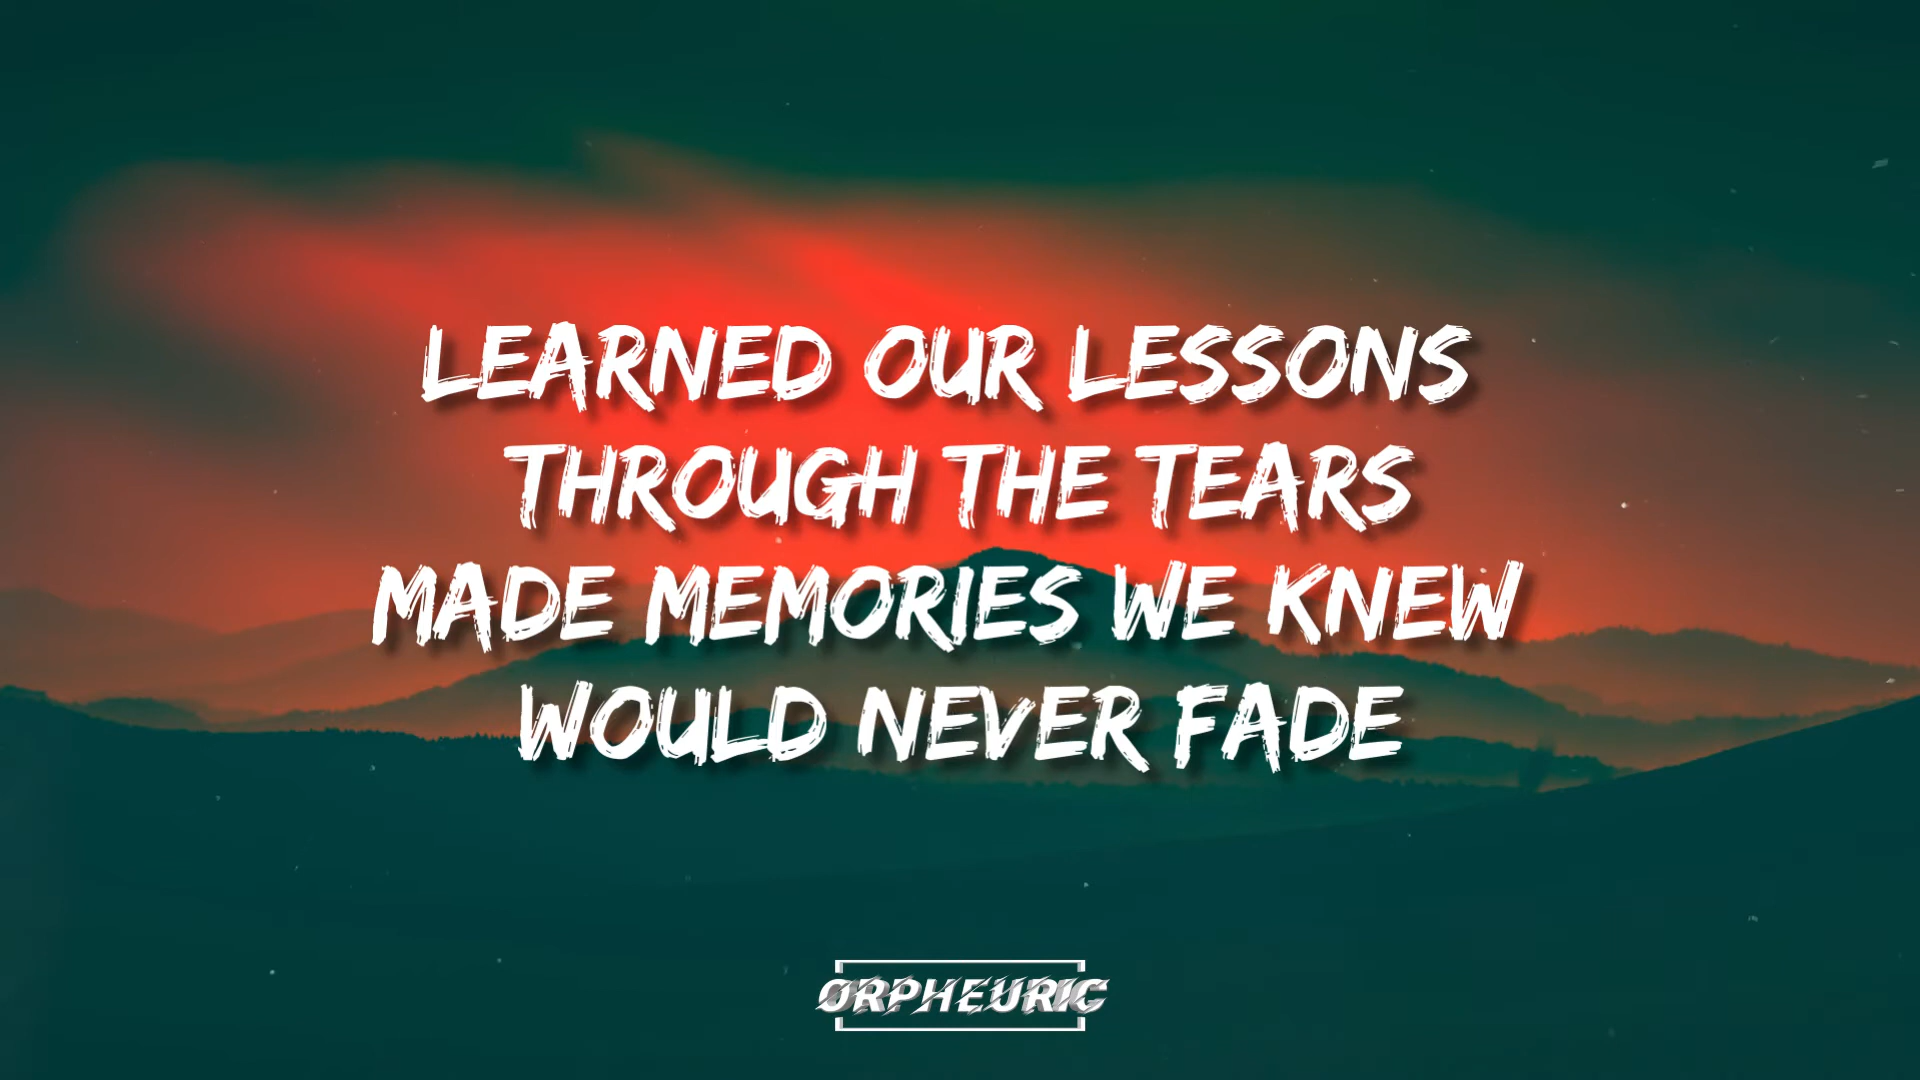 LEARNED OUR LESSONS
THROUGH THE TEARS
MADE MEMORIES WE KNEW
WOULD NEVER FADE
ORPHEURIC